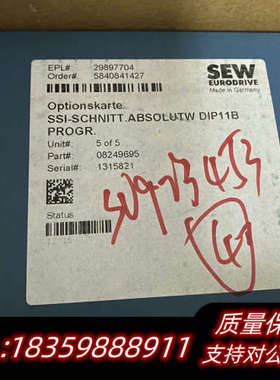 EPL#: 29897704
Order#: 5840841427
SEW
EURODRIVE
Made in Germany
Optionskarte.
SSI-SCHNITT.ABSOLUTW DIP11B
PROGR.
Unit#: 5 of 5
Part#: 08249695
Serial#: 1315821
Status
质量保
:18359888911
支持对公